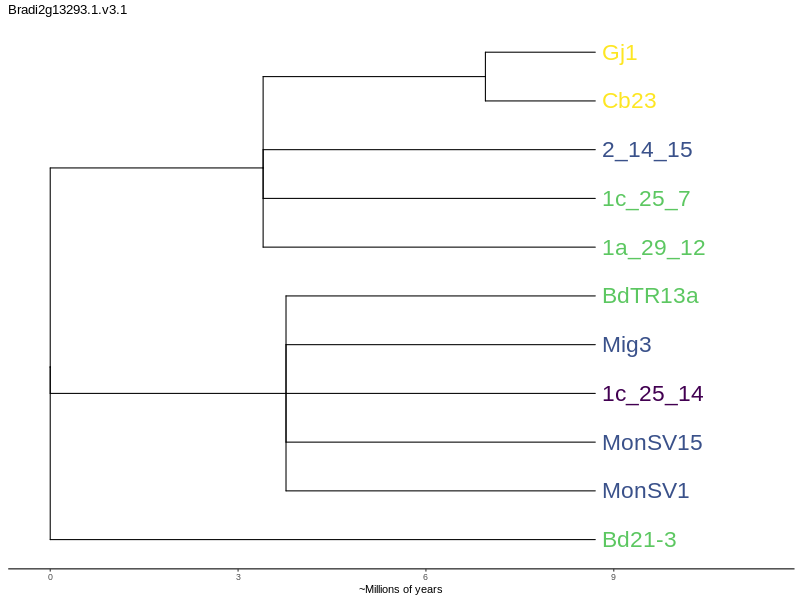 Bradi2g13293.1.v3.1
Gj1
Cb23
2_14_15
1c_25_7
1a_29_12
BdTR13a
Mig3
1c_25_14
MonSV15
MonSV1
Bd21-3
0 3 6 9
~Millions of years